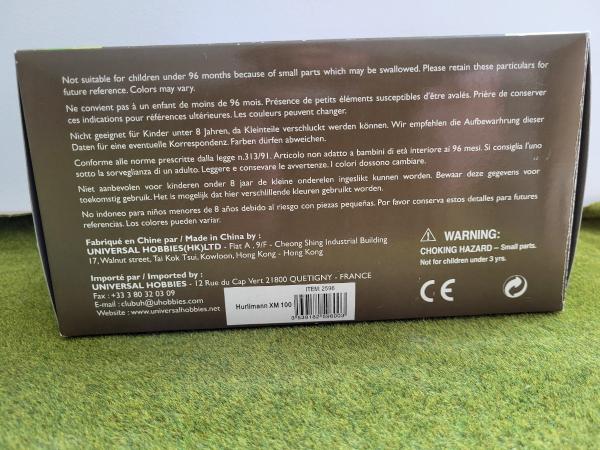 Not suitable for children under 96 months because of small parts which may be swallowed. Please retain these particulars for
future reference. Colors may vary.
Ne convient pas à un enfant de moins de 96 mois. Présence de petits éléments susceptibles d'être avalés. Prière de conserver
ces indications pour références ultérieures. Les couleurs peuvent changer.
Nicht geeignet für Kinder unter 8 Jahren, da Kleinteile verschluckt werden können. Wir empfehlen die Aufbewarhrung dieser
Daten für eine eventuelle Korrespondenz. Farben dürfen abweichen.
Conforme alle norme prescritte dalla legge n.313/91. Articolo non adatto a bambini di età interiore ai 96 mesi. Si consiglia l'uno
sotto la sorveglianza di un adulto. Leggere e consevare le avertenze. I colori dossono cambiare.
Niet aanbevolen for kinderen onder 8 jaar de kleine onderelen ingeslikt kunnen worden. Bewaar deze gegevens voor
toekomstig gebruik. Het is mogelijk dat hier verschillende kleuren gebruikt worden.
No indoneo para niños menores de 8 años debido al riesgo con piezas pequeñas. Por favor conserva estos detalles para futures
referencias. Los colores pueden variar.
Fabriqué en Chine par / Made in China by :
UNIVERSAL HOBBIES(HK)LTD - Flat A ,9/F - Cheong Shing Industrial Building
17, Walnut street, Tai Kok Tsui, Kowloon, Hong Kong - Hong Kong
Importé par / Imported by :
UNIVERSAL HOBBIES - 12 Rue du Cap Vert 21800 QUETIGNY - FRANCE
Fax : +33 3 80 32 03 09
E-mail : clubuh@uhobbies.com
Website : www.universalhobbies.net
WARNING:
CHOKING HAZARD – Small parts.
Not for children under 3 yrs.
CE
ITEM: 2596
Hurlimann XM 100